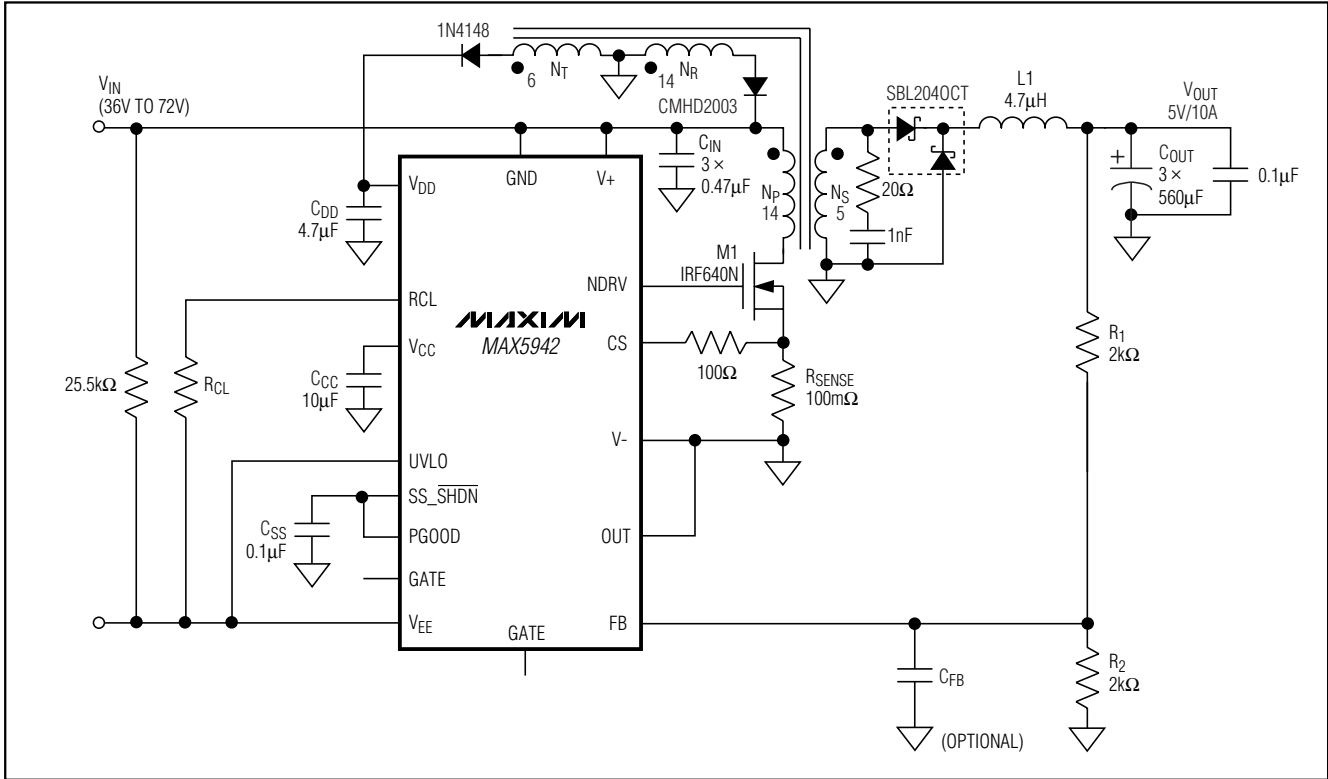 1N4148
6
N_T
14
N_R
V_IN
(36V TO 72V)
CMHD2003
SBL204OCT
L1
4.7µH
V_OUT
5V/10A
V_DD
GND
V+
C_IN
3 ×
0.47µF
N_P
14
N_S
5
20Ω
1nF
C_OUT
3 ×
560µF
0.1µF
+
C_DD
4.7µF
M1
IRF640N
NDRV
RCL
MAXIM
MAX5942
V_CC
CS
100Ω
R_SENSE
100mΩ
R_1
2kΩ
25.5kΩ
R_CL
C_CC
10µF
V-
UVLO
SS_SHDN
PGOOD
C_SS
0.1µF
OUT
GATE
V_EE
GATE
FB
C_FB
(OPTIONAL)
R_2
2kΩ